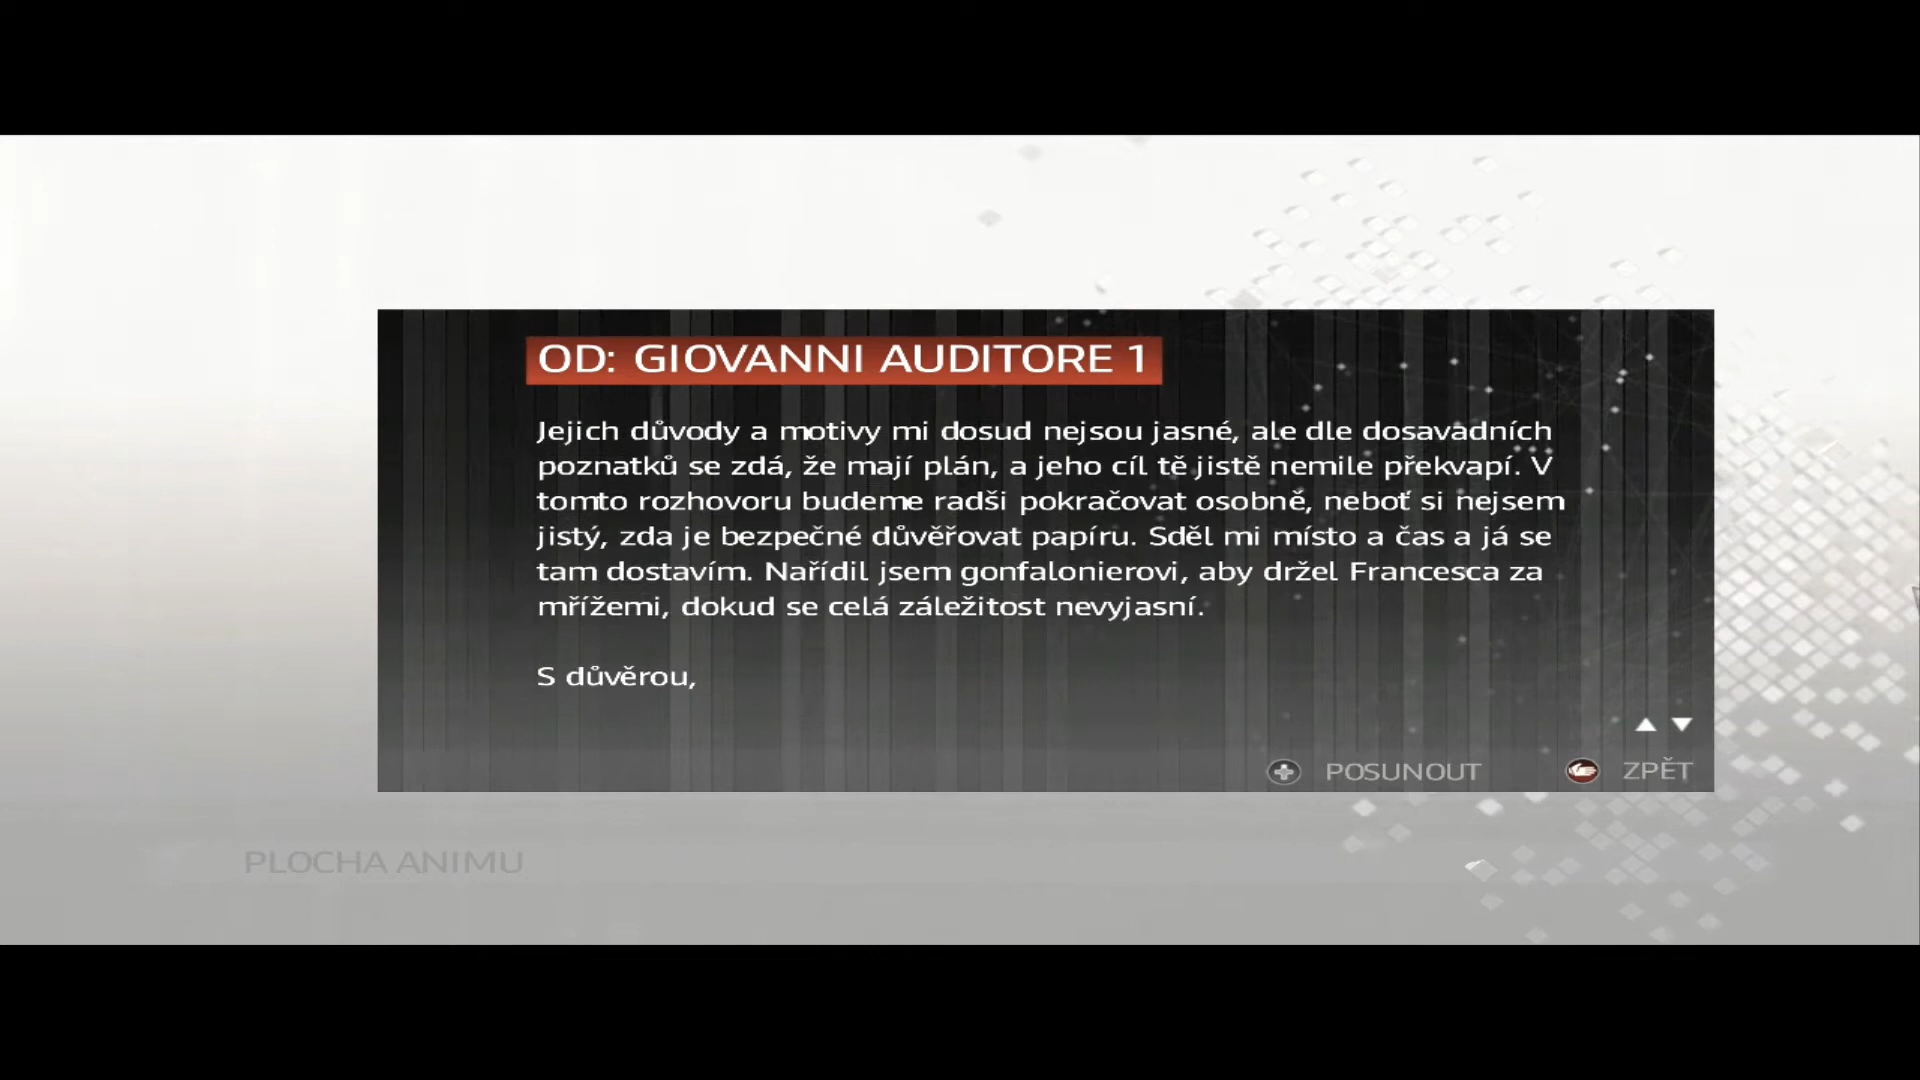 OD: GIOVANNI AUDITORE 1
Jejich důvody a motivy mi dosud nejsou jasné, ale dle dosavadních
poznatků se zdá, že mají plán, a jeho cíl tě jistě nemile překvapí. V
tomto rozhovoru budeme radši pokračovat osobně, neboť si nejsem
jistý, zda je bezpečné důvěřovat papíru. Sděl mi místo a čas a já se
tam dostavím. Nařídil jsem gonfalonierovi, aby držel Francesca za
mřížemi, dokud se celá záležitost nevyjasní.
S důvěrou,
POSUNOUT
ZPĚT
PLOCHA ANIMU